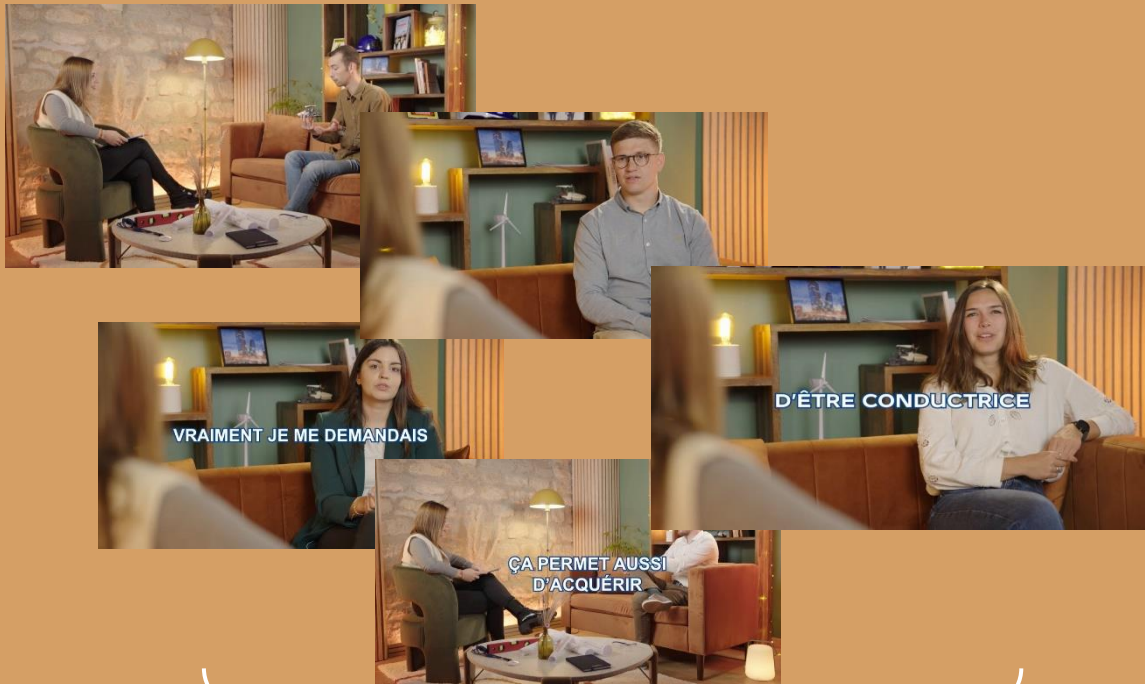 D'ÊTRE CONDUCTRICE
VRAIMENT JE ME DEMANDAIS
ÇA PERMET AUSSI
D'ACQUÉRIR